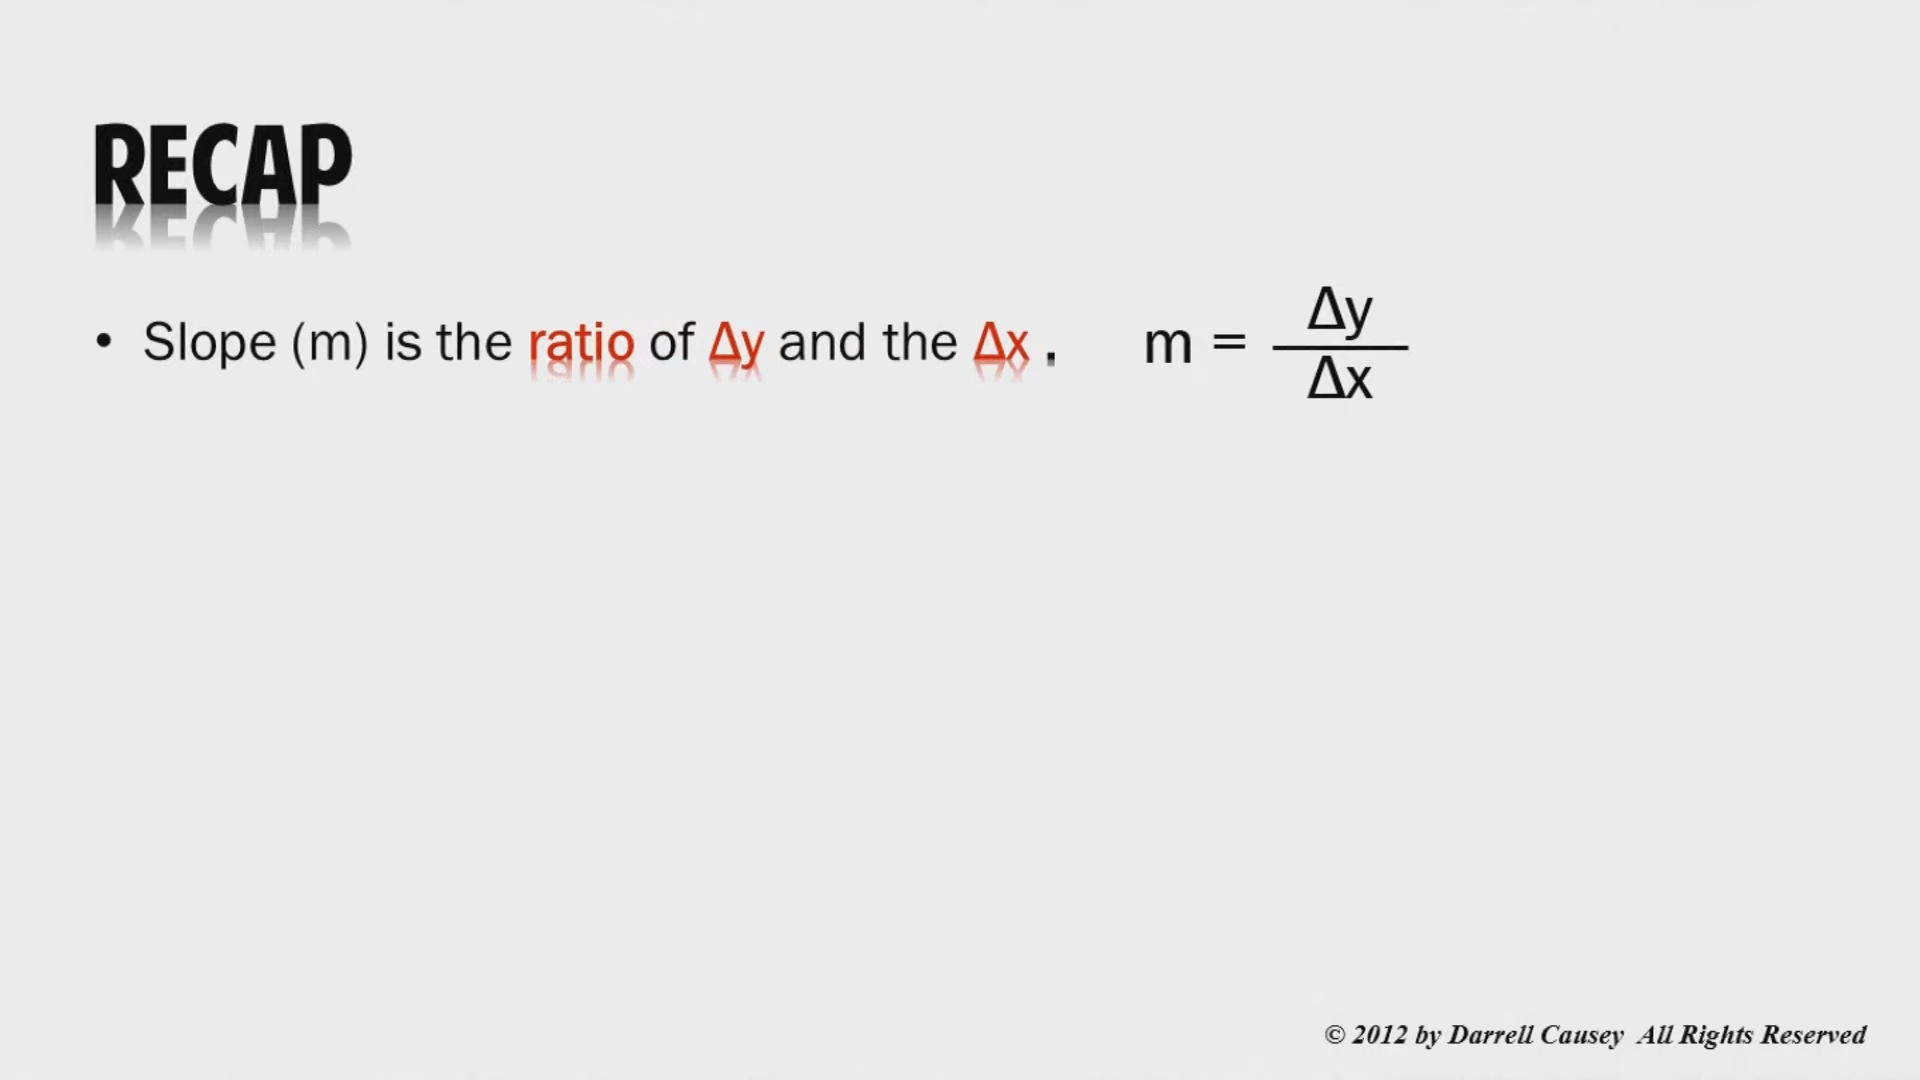 RECAP
• Slope (m) is the ratio of Δy and the Δx . m = Δy
Δx
© 2012 by Darrell Causey All Rights Reserved